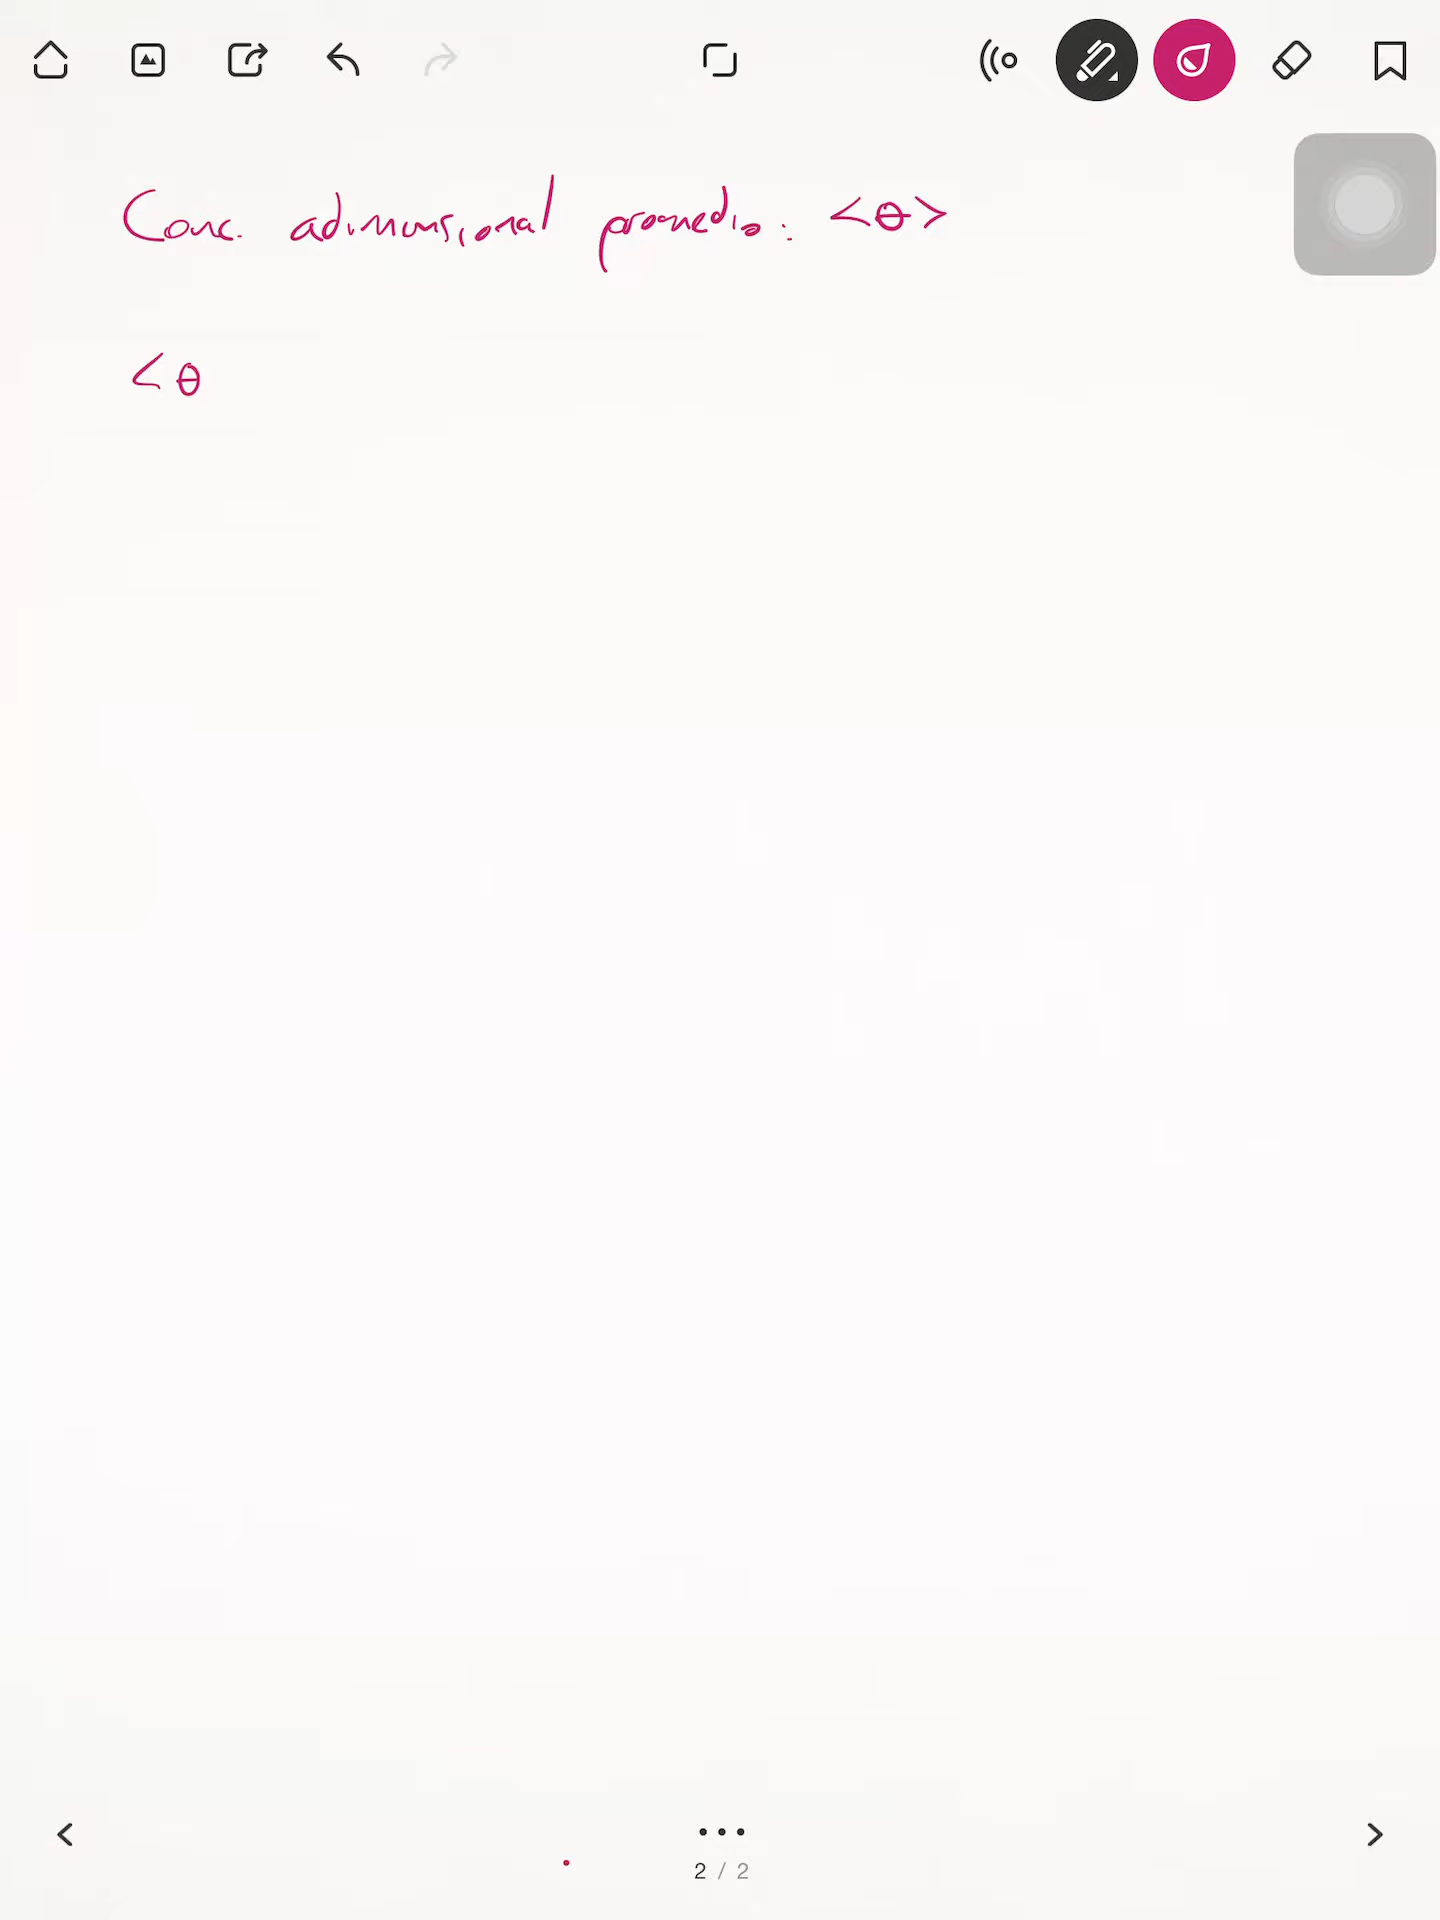 Conc. adimensional promedio: <θ>
<θ
2 / 2